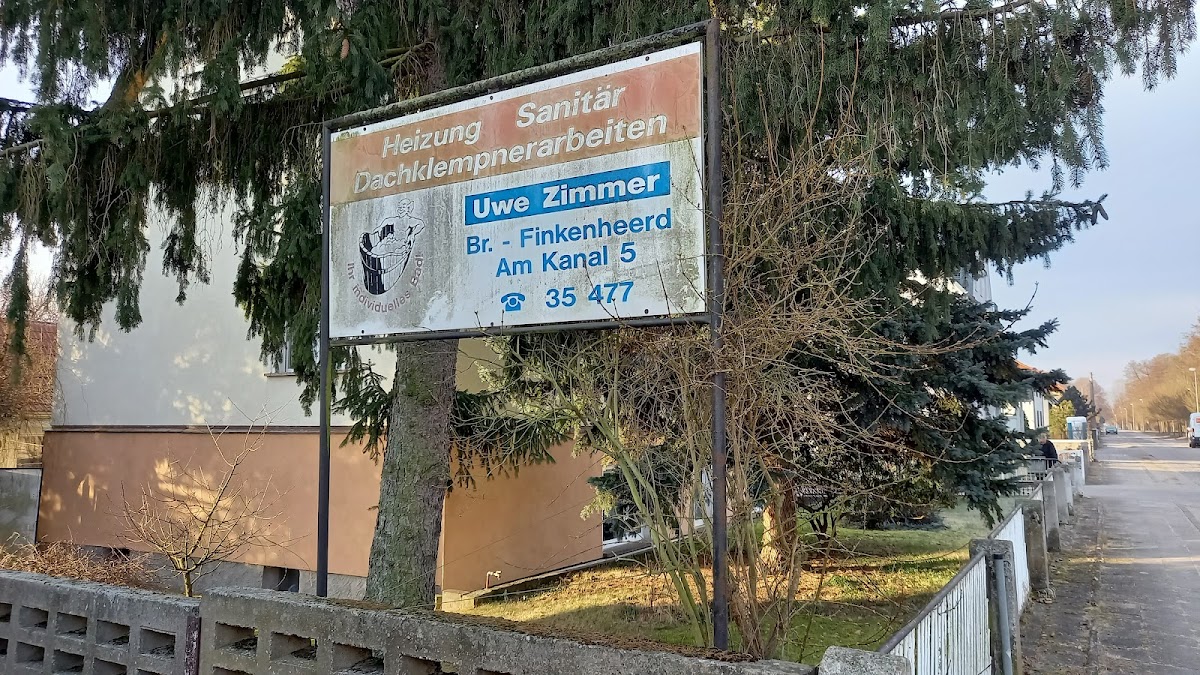 Heizung Sanitär
Dachklempnerarbeiten
Uwe Zimmer
Br. - Finkenheerd
Am Kanal 5
☎ 35 477
Ihr individuelles Bad!